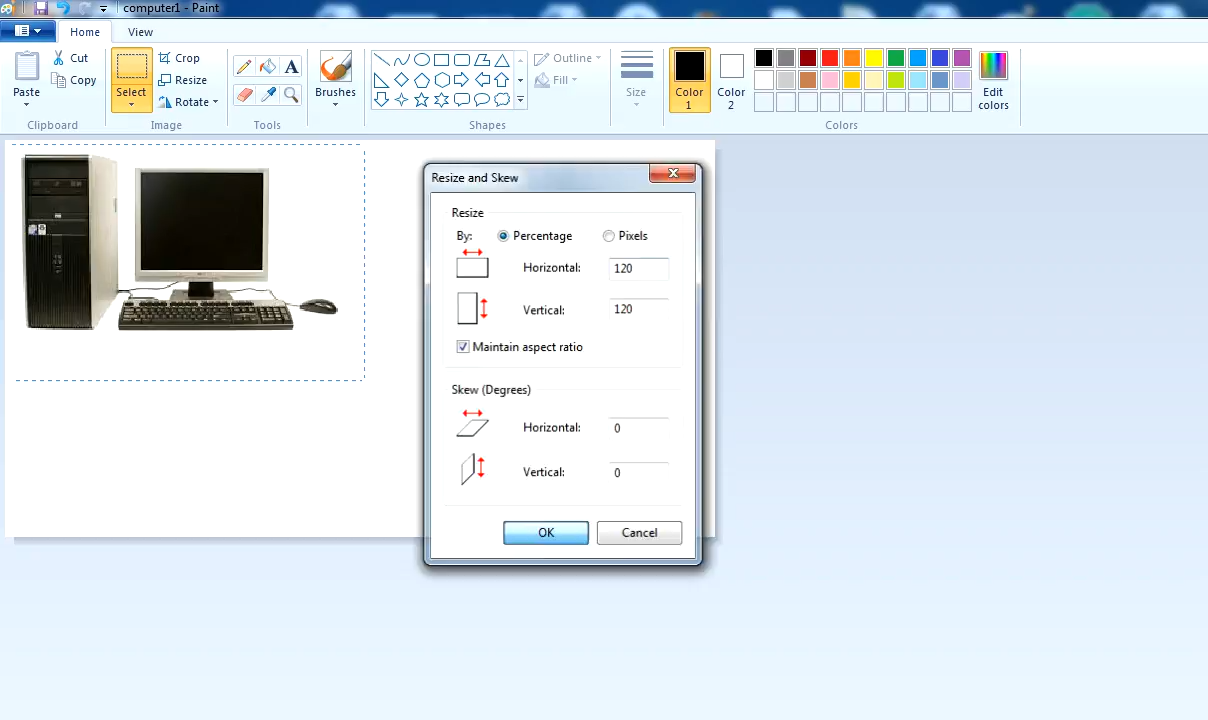 computer1 - Paint
Home View
Cut
Copy
Paste
Clipboard
Select
Crop
Resize
Rotate
Image
A
Tools
Brushes
Shapes
Outline
Fill
Size
Color 1
Color 2
Edit colors
Colors
Resize and Skew
Resize
By: Percentage Pixels
Horizontal: 120
Vertical: 120
Maintain aspect ratio
Skew (Degrees)
Horizontal: 0
Vertical: 0
OK Cancel